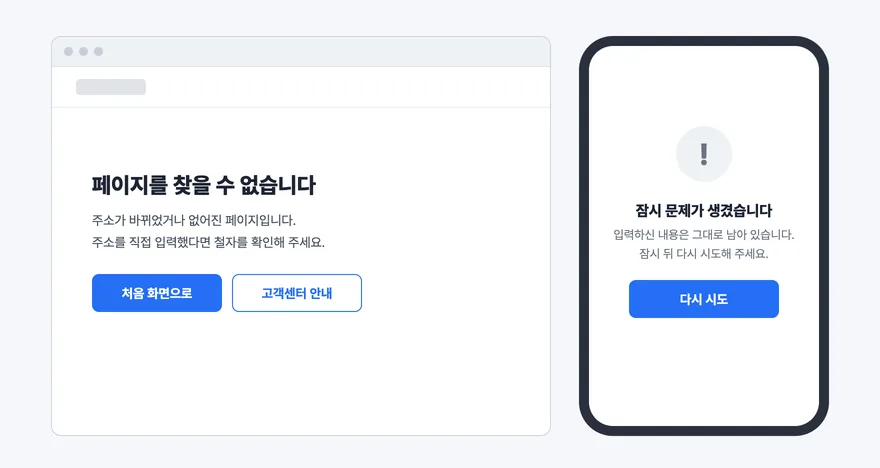 페이지를 찾을 수 없습니다
주소가 바뀌었거나 없어진 페이지입니다.
주소를 직접 입력했다면 철자를 확인해 주세요.
처음 화면으로
고객센터 안내
!
잠시 문제가 생겼습니다
입력하신 내용은 그대로 남아 있습니다.
잠시 뒤 다시 시도해 주세요.
다시 시도